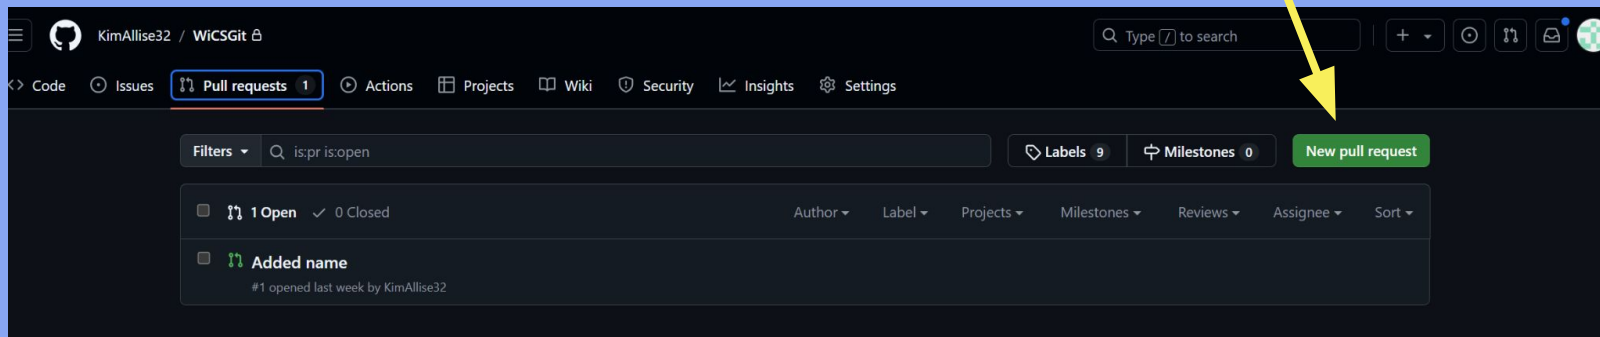 KimAllise32 / WiCSGit
Type / to search
Code Issues Pull requests 1 Actions Projects Wiki Security Insights Settings
Filters is:pr is:open Labels 9 Milestones 0 New pull request
1 Open 0 Closed Author Label Projects Milestones Reviews Assignee Sort
Added name
#1 opened last week by KimAllise32